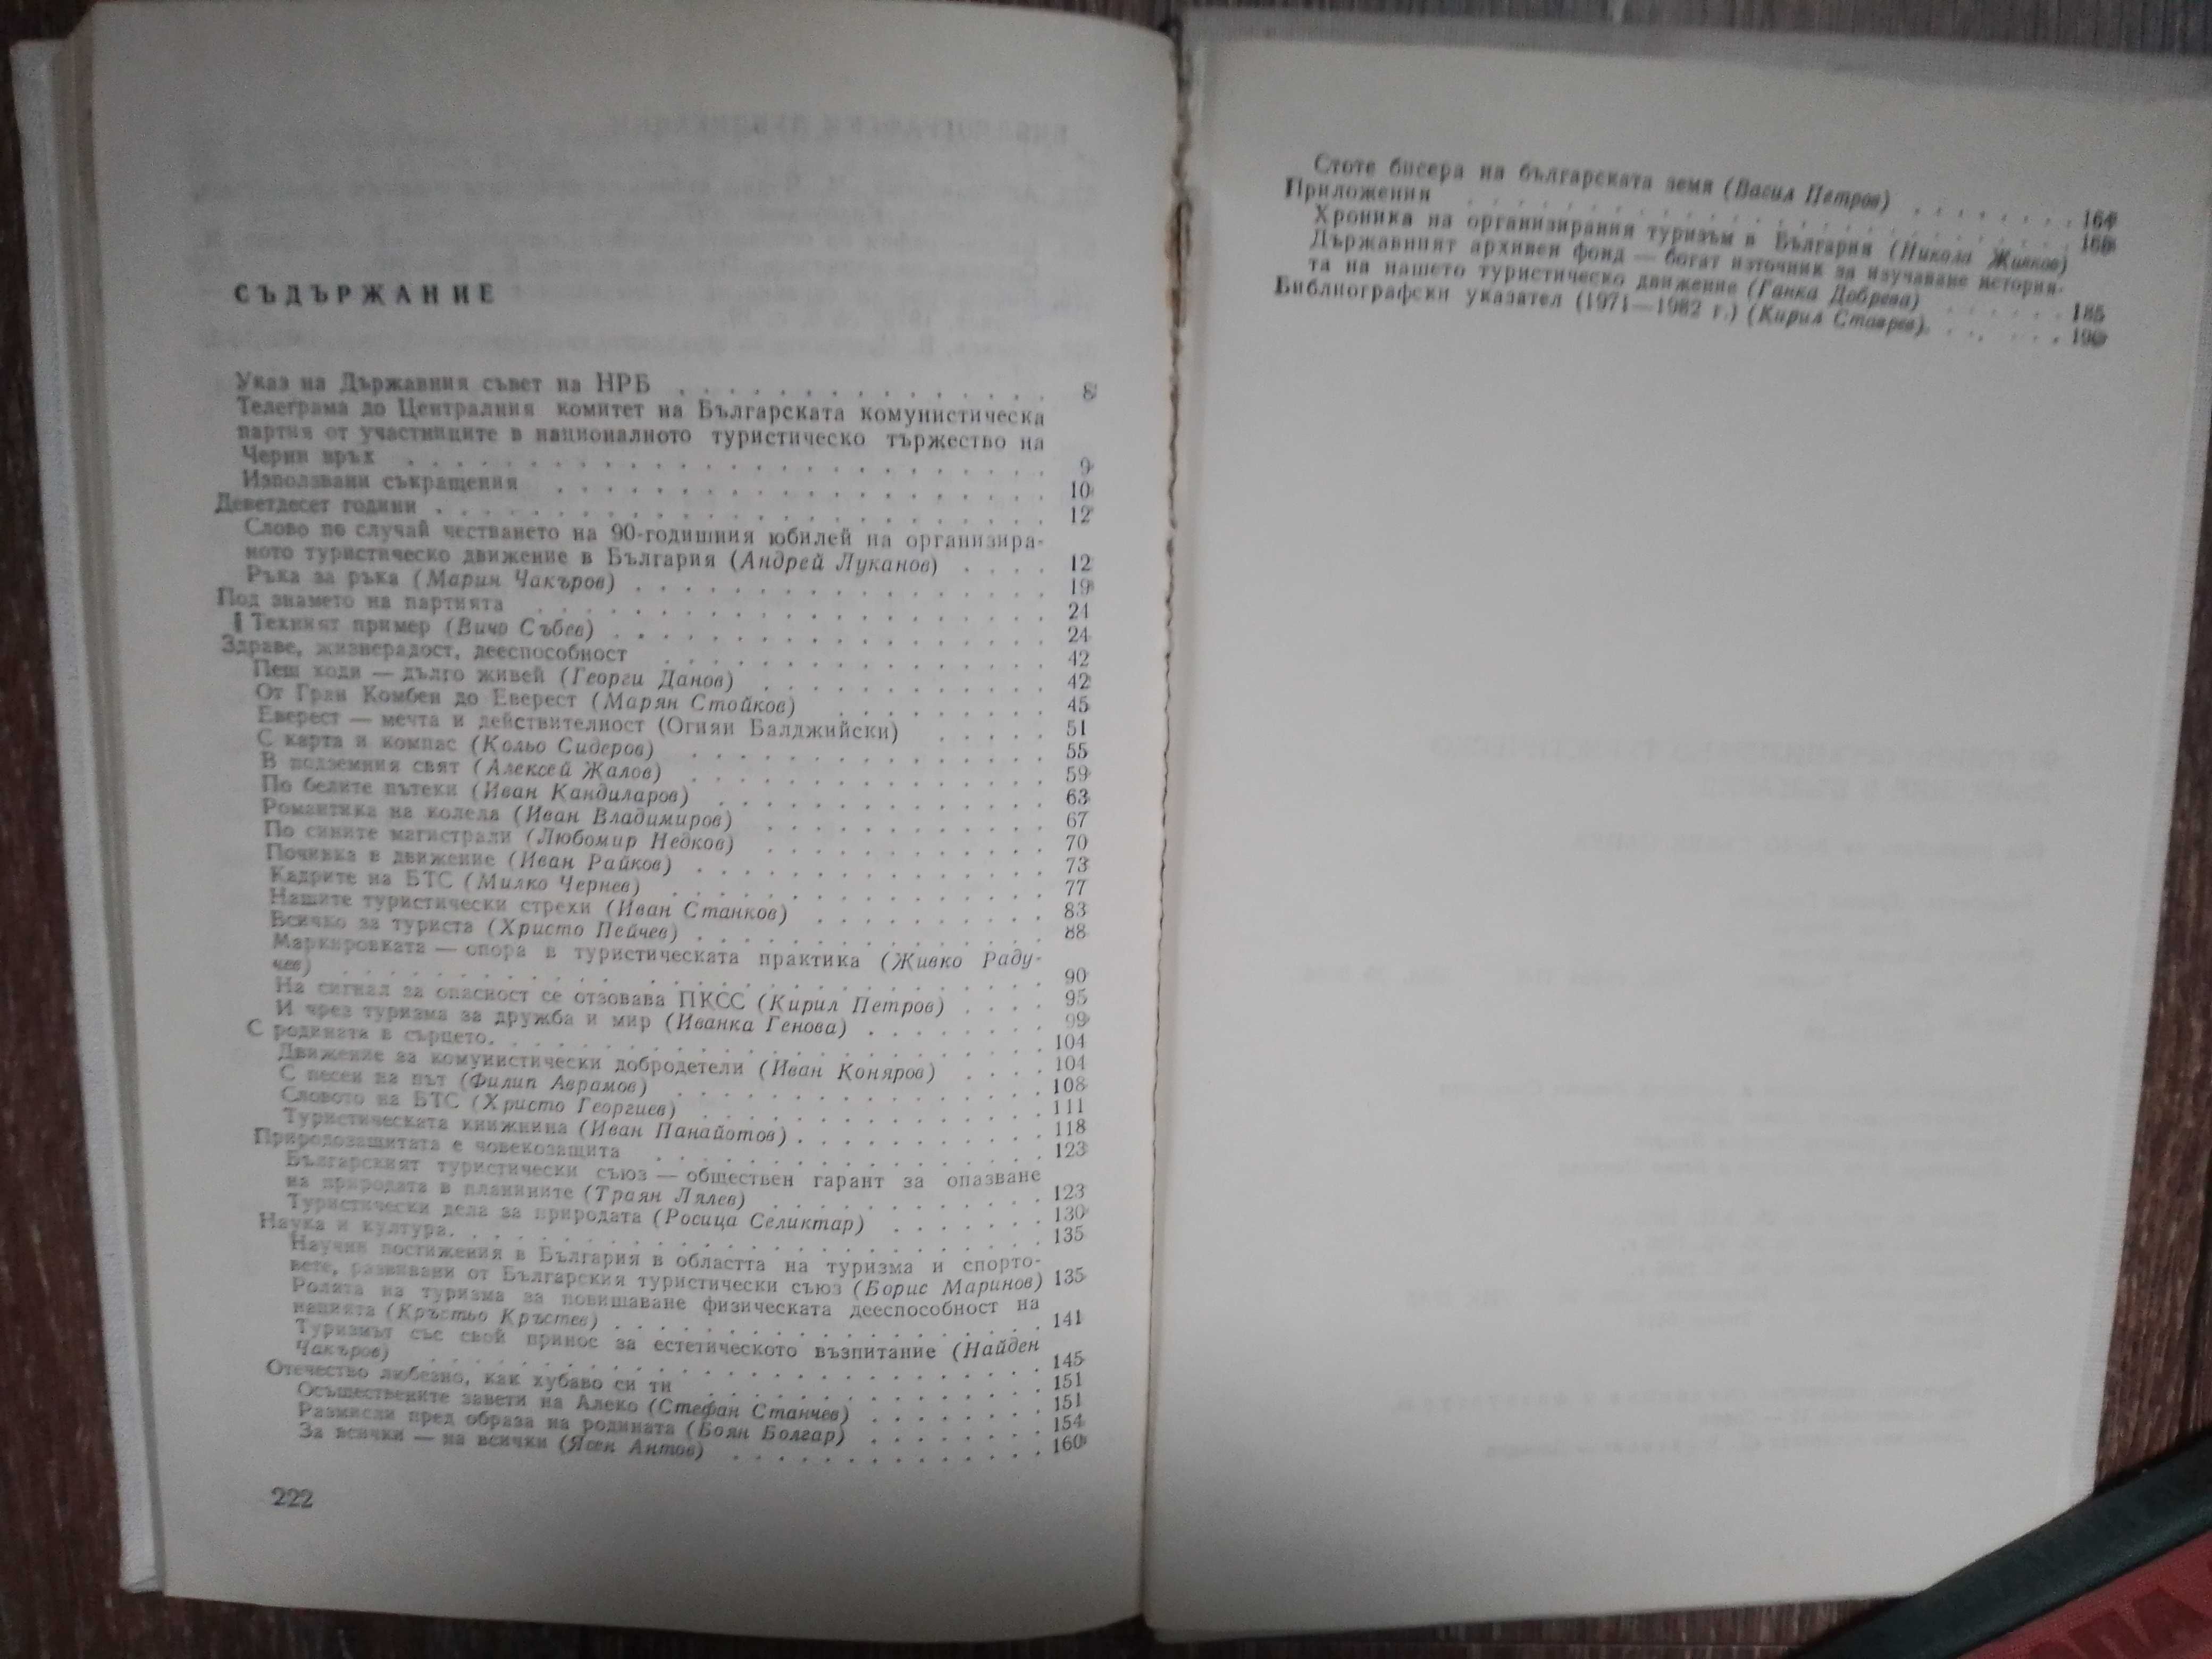 СЪДЪРЖАНИЕ
Указ на Държавния съвет на НРБ . . . . . . . . . . . . . 8
Телеграма до Централния комитет на Българската комунистическа
партия от участниците в националното туристическо тържество на
Черни връх . . . . . . . . . . . . . . . . . . . . . . 9
Използвани съкращения . . . . . . . . . . . . . . . . . 10
Деветдесет години . . . . . . . . . . . . . . . . . . . . . 12
Слово по случай честването на 90-годишния юбилей на организира-
ното туристическо движение в България (Андрей Луканов) . . . . 12
Ръка за ръка (Марин Чакъров) . . . . . . . . . . . . . . 19
Под знамето на партията . . . . . . . . . . . . . . . . . . 21
Техният пример (Вичо Събев) . . . . . . . . . . . . . . . 24
Здраве, жизнерадост, дееспособност . . . . . . . . . . . . . 42
Пеш ходи — дълго живей (Георги Данов) . . . . . . . . . . 42
От Гран Комбен до Еверест (Марян Стойков) . . . . . . . . 45
Еверест — мечта и действителност (Огнян Балджийски) . . . . . 51
С карта и компас (Кольо Сидеров) . . . . . . . . . . . . . 55
В подземния свят (Алексей Жалов) . . . . . . . . . . . . . 59
По белите пътеки (Иван Кандиларов) . . . . . . . . . . . . 63
Романтика на колела (Иван Владимиров) . . . . . . . . . . 67
По сините магистрали (Любомир Недков) . . . . . . . . . . 70
Почивка в движение (Иван Райков) . . . . . . . . . . . . . 73
Кадрите на БТС (Милко Чернев) . . . . . . . . . . . . . . 77
Нашите туристически стрехи (Иван Станков) . . . . . . . . 83
Всичко за туриста (Христо Пейчев) . . . . . . . . . . . . . 88
Маркировката — опора в туристическата практика (Живко Раду-
чев) . . . . . . . . . . . . . . . . . . . . . . . . . 90
На сигнал за опасност се отзовава ПКСС (Кирил Петров) . . . . 95
И чрез туризма за дружба и мир (Иванка Генова) . . . . . . . 99
С родината в сърцето. . . . . . . . . . . . . . . . . . . . 104
Движение за комунистически добродетели (Иван Коняров) . . . . 104
С песен на път (Филип Аврамов) . . . . . . . . . . . . . . 108
Словото на БТС (Христо Георгиев) . . . . . . . . . . . . . 111
Туристическата книжнина (Иван Панайотов) . . . . . . . . . 118
Природозащитата е човекозащита . . . . . . . . . . . . . . 123
Българският туристически съюз — обществен гарант за опазване
на природата в планините (Траян Лялев) . . . . . . . . . . 123
Туристически дела за природата (Росица Селиктар) . . . . . . 130
Наука и култура. . . . . . . . . . . . . . . . . . . . . . 135
Научни постижения в България в областта на туризма и спорто-
вете, развивани от Българския туристически съюз (Борис Маринов) 135
Ролята на туризма за повишаване физическата дееспособност на
нацията (Кръстьо Кръстев) . . . . . . . . . . . . . . . . 141
Туризмът със свой принос за естетическото възпитание (Найден
Чакъров) . . . . . . . . . . . . . . . . . . . . . . . 145
Отечество любезно, как хубаво си ти . . . . . . . . . . . . 151
Осъществените завети на Алеко (Стефан Станчев) . . . . . . . 151
Размисли пред образа на родината (Боян Болгар) . . . . . . . 154
За всички — на всички (Ясен Антов) . . . . . . . . . . . . 160
222
Стоте бисера на българската земя (Васил Петров) . . . . . . . 164
Приложения . . . . . . . . . . . . . . . . . . . . . . 166
Хроника на организирания туризъм в България (Никола Живков)
Държавният архивен фонд — богат източник за изучаване история-
та на нашето туристическо движение (Ганка Добрева) . . . . . . 185
Библиографски указател (1971—1982 г.) (Кирил Ставрев). . . . . . 190